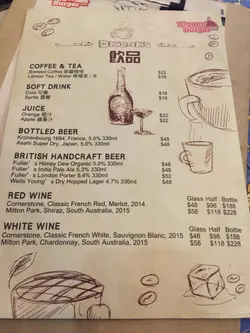 Burger
DRINKS
飲品
COFFEE & TEA
Brewed Coffee $22
Lemon Tea / Water $16
SOFT DRINK
Cola 可樂 $16
Sprite 雪碧 $16
JUICE
Orange 橙汁 $22
Apple 蘋果汁 $22
BOTTLED BEER
Kronenbourg 1664, France, 5.0% 330ml $48
Asahi Super Dry, Japan, 5.0% 330ml $48
BRITISH HANDCRAFT BEER
Fuller's Honey Dew Organic 5.0% 330ml $48
Fuller's India Pale Ale 5.3% 330ml $48
Fuller's London Porter 5.4% 330ml $52
Wells Young's Dry Hopped Lager 4.7% 330ml $48
RED WINE Glass Half Bottle
Cornerstone, Classic French Red, Merlot, 2014 $48 $98 $188
Milton Park, Shiraz, South Australia, 2015 $58 $118 $228
WHITE WINE Glass Half Bottle
Cornerstone, Classic French White, Sauvignon Blanc, 2015 $48 $98 $188
Milton Park, Chardonnay, South Australia, 2015 $58 $118 $228